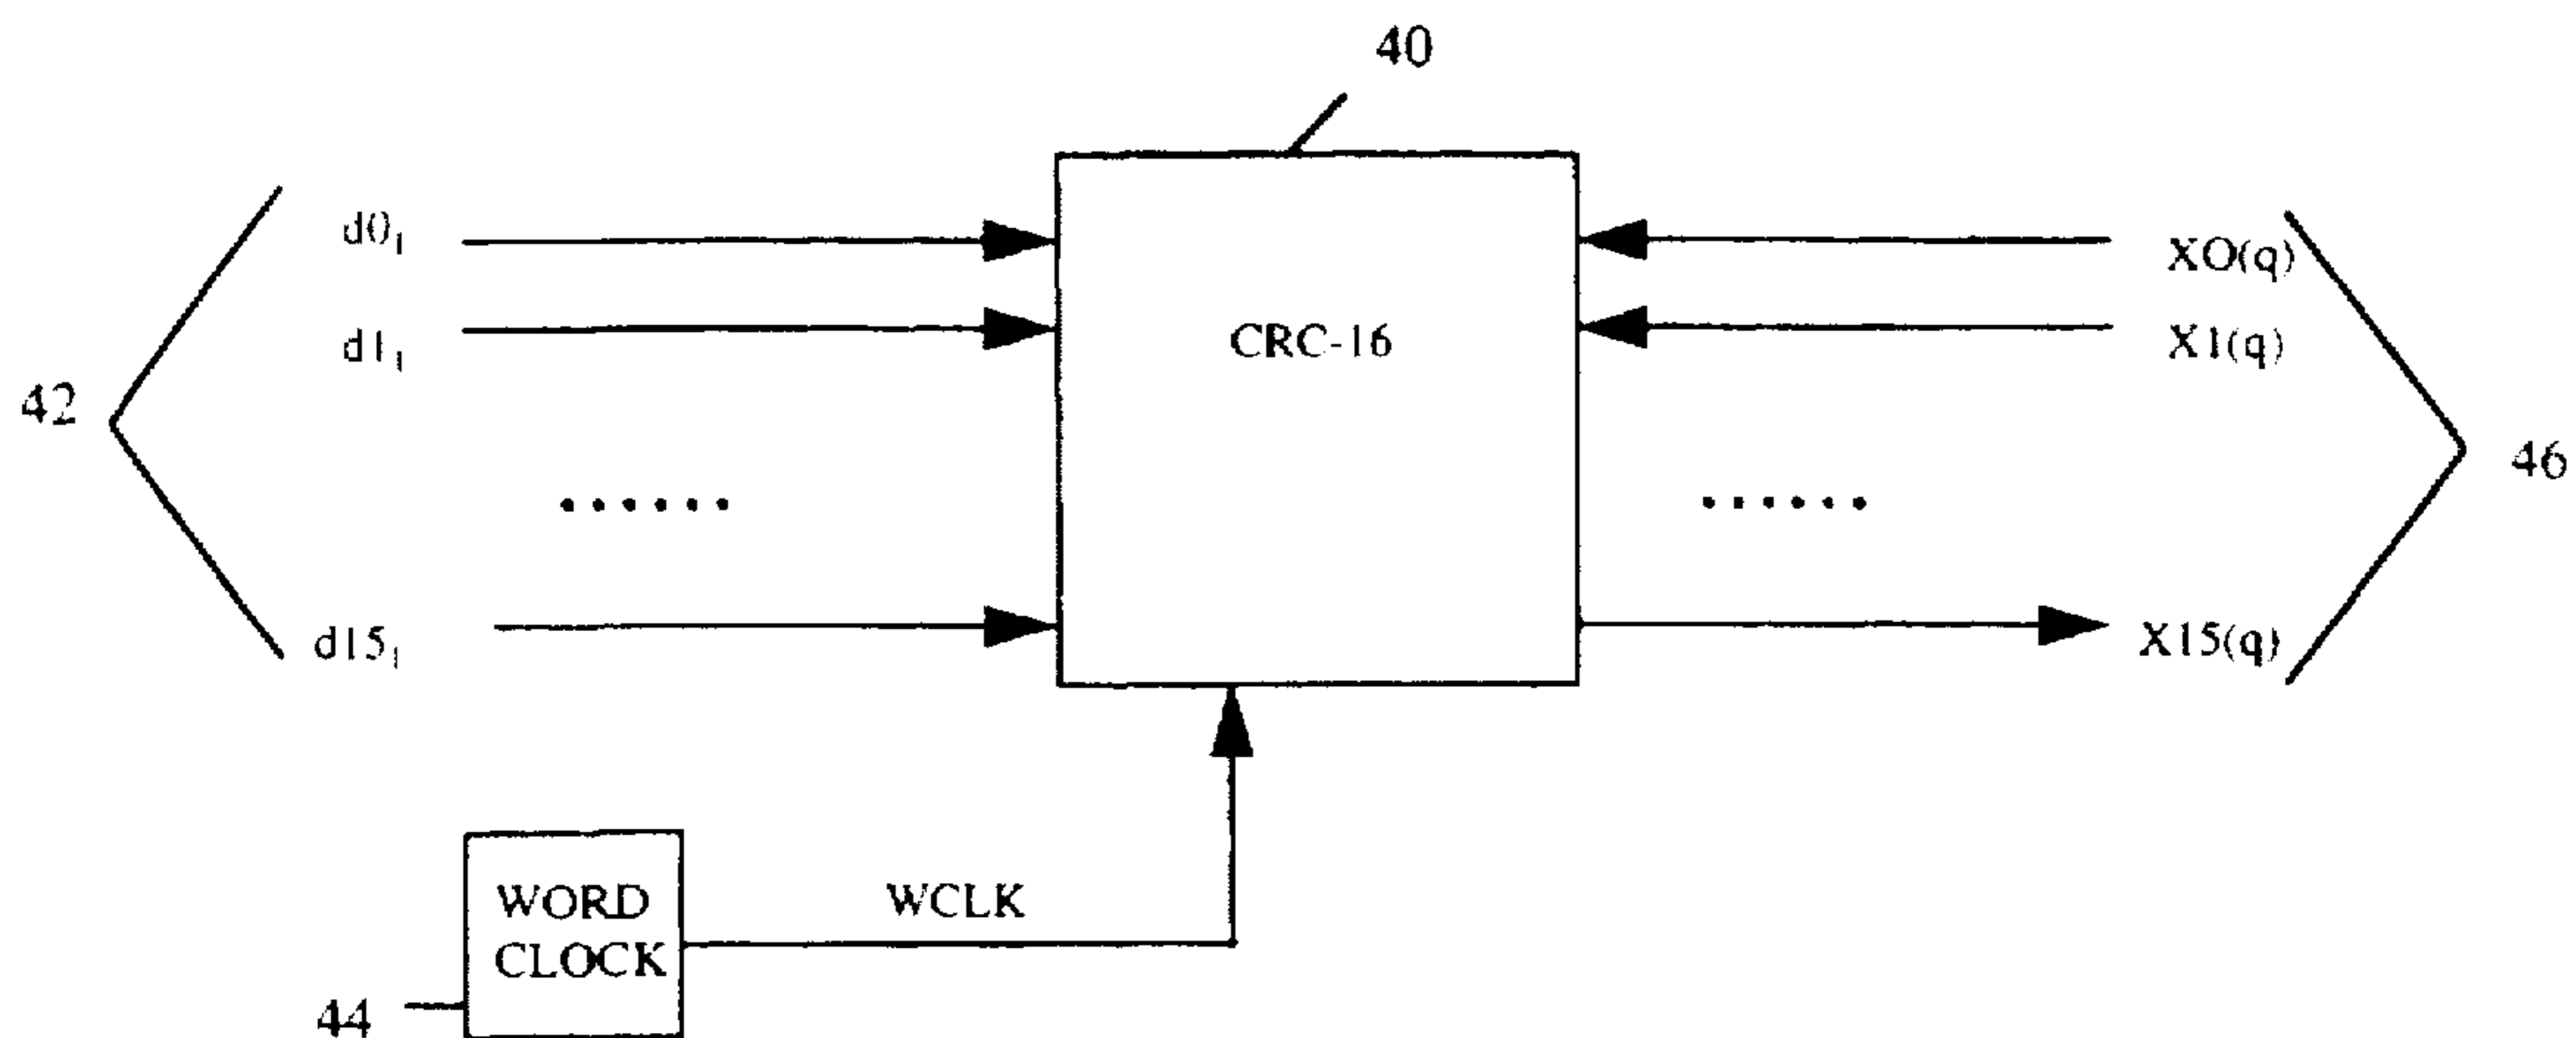 40
d0₁
XO(q)
d1₁
CRC-16
X1(q)
42
46
......
......
d15₁
X15(q)
WORD
CLOCK
WCLK
44